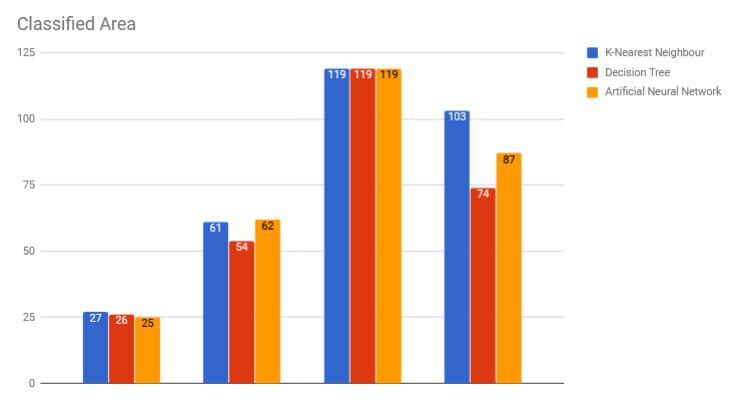 Classified Area
125
100
75
50
25
0
27 26 25
61 54 62
119 119 119
103 74 87
K-Nearest Neighbour
Decision Tree
Artificial Neural Network